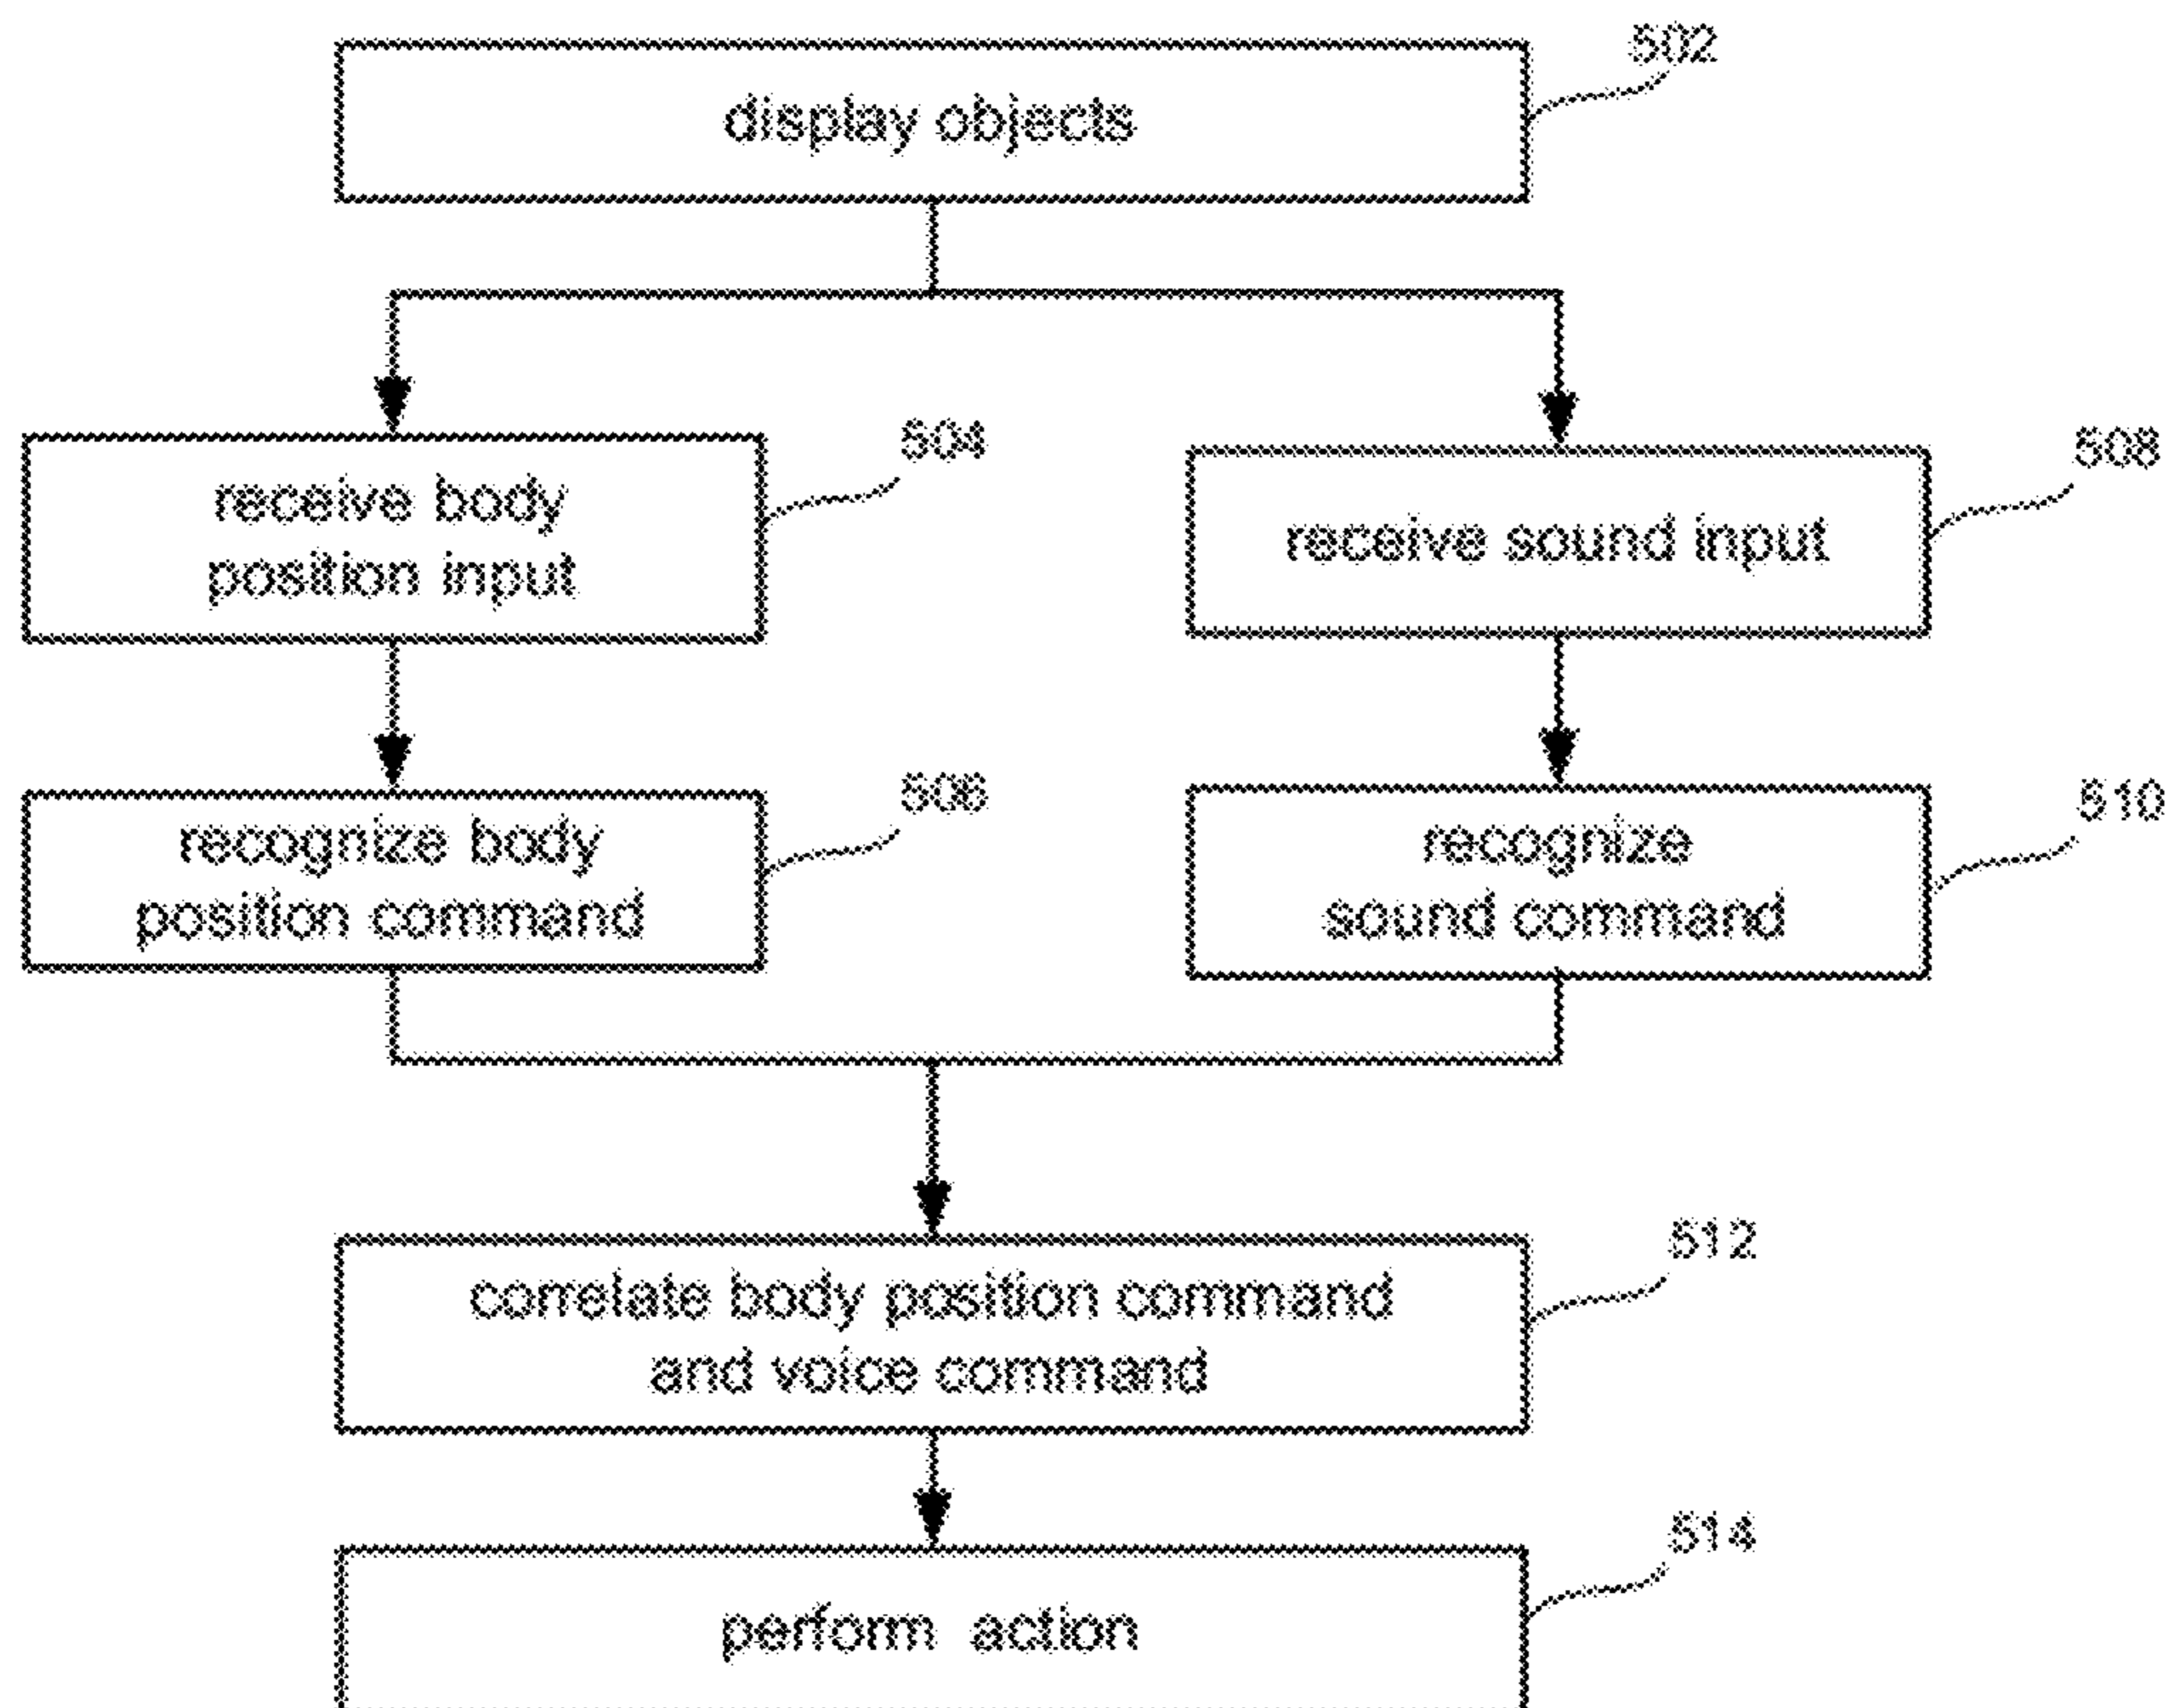 502
display objects
504
receive body
position input
508
receive sound input
506
recognize body
position command
510
recognize
sound command
512
correlate body position command
and voice command
514
perform action